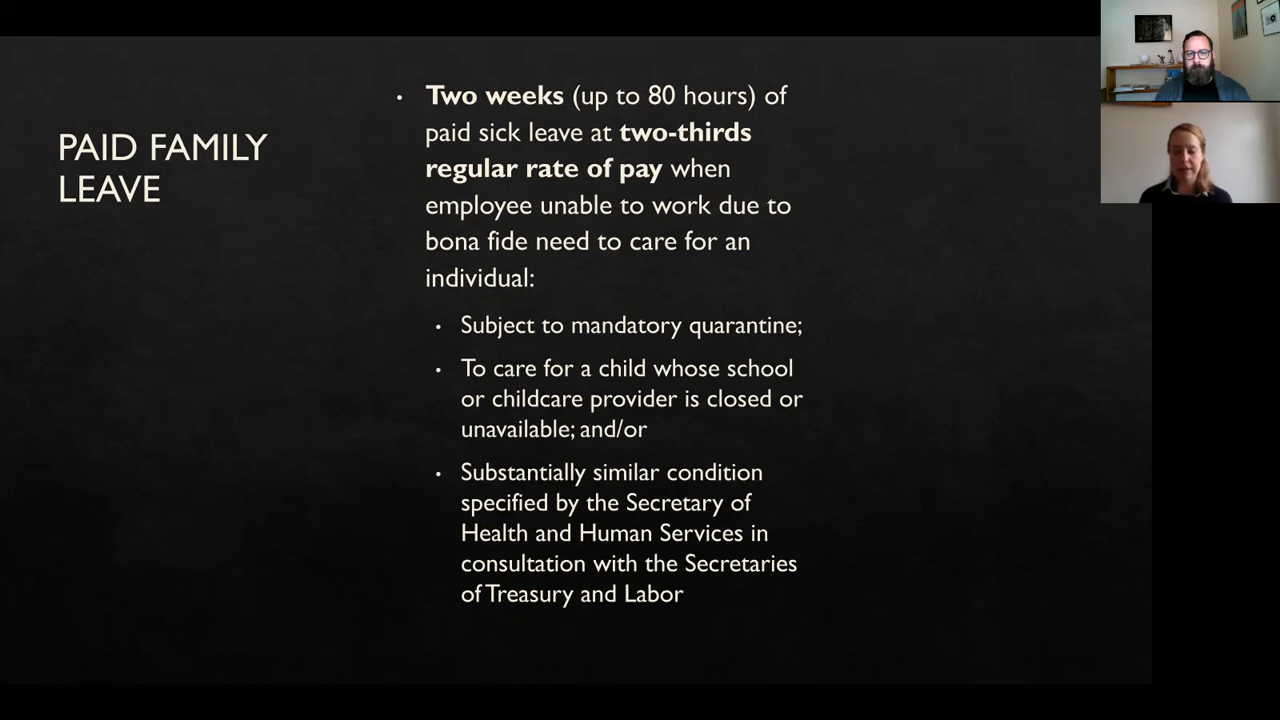 PAID FAMILY
LEAVE
• Two weeks (up to 80 hours) of
paid sick leave at two-thirds
regular rate of pay when
employee unable to work due to
bona fide need to care for an
individual:
• Subject to mandatory quarantine;
• To care for a child whose school
or childcare provider is closed or
unavailable; and/or
• Substantially similar condition
specified by the Secretary of
Health and Human Services in
consultation with the Secretaries
of Treasury and Labor